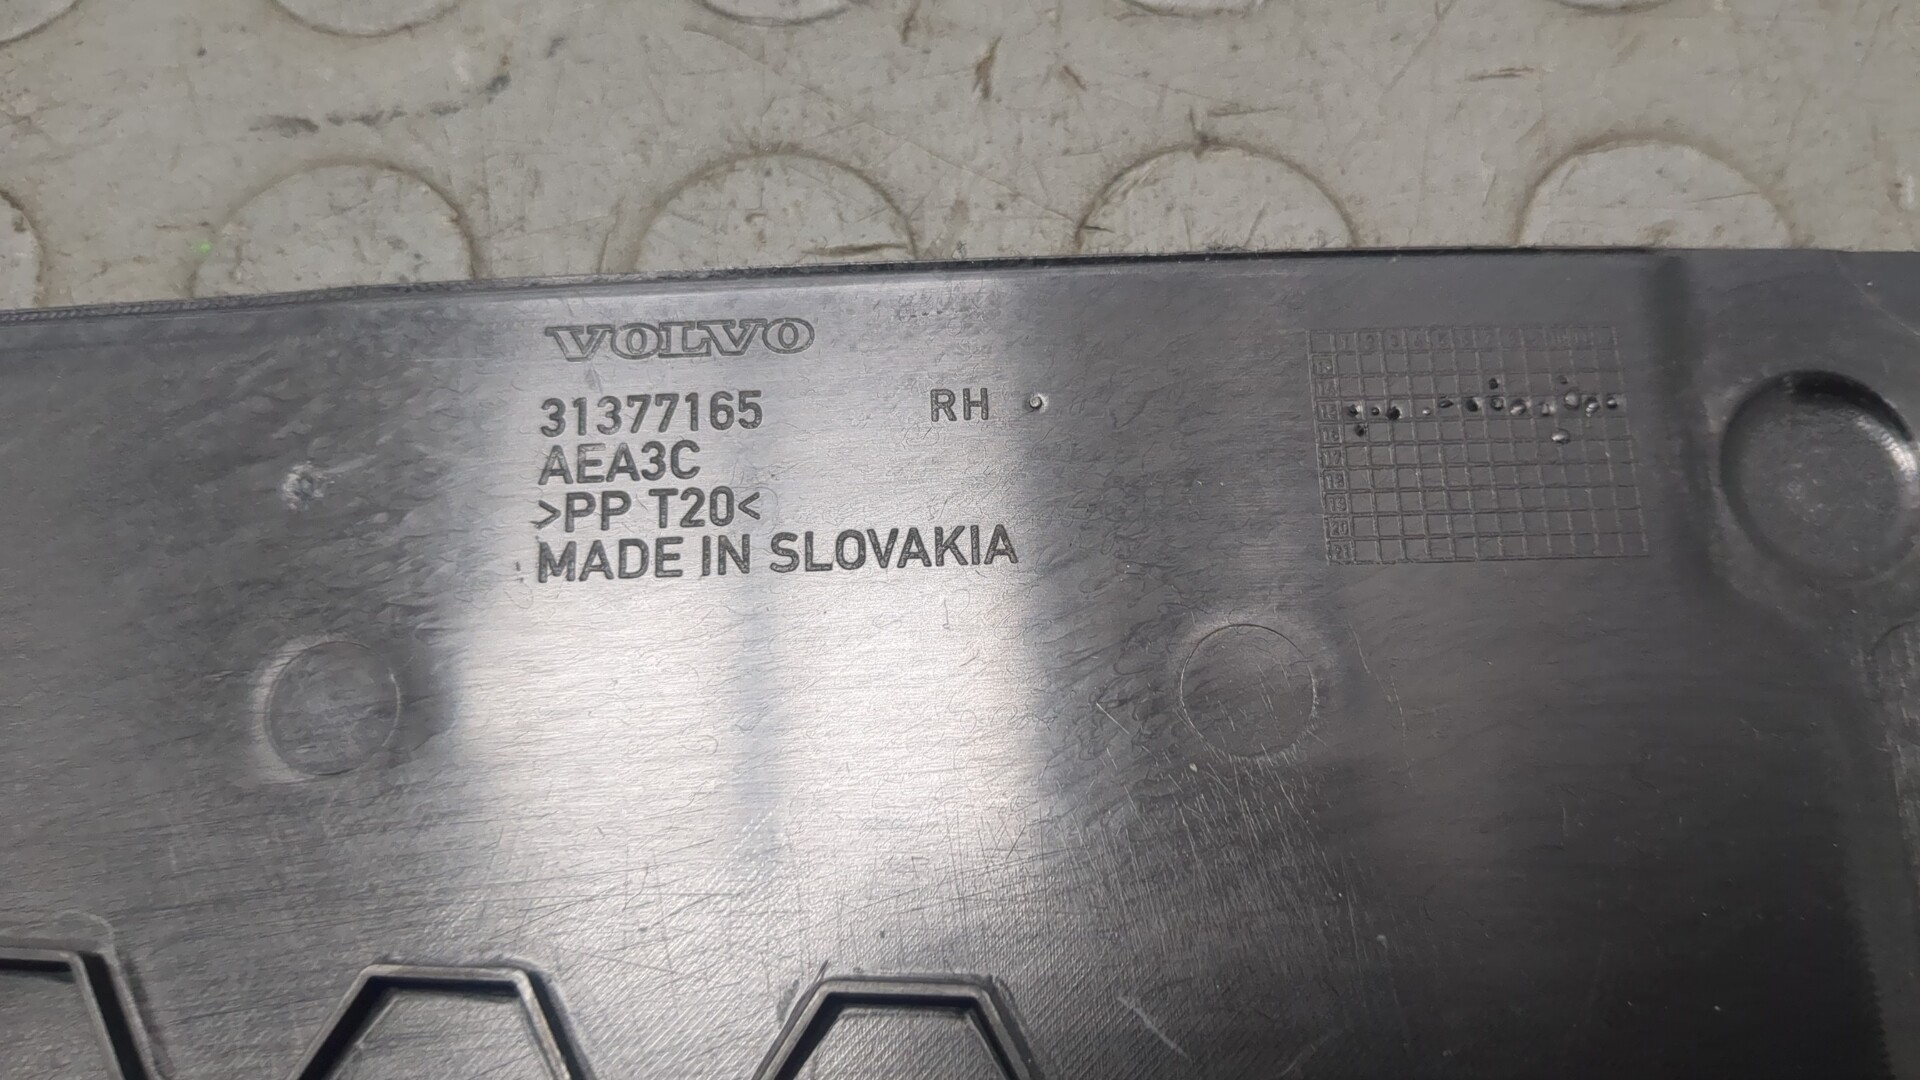 VOLVO
31377165 RH
AEA3C
>PP T20<
MADE IN SLOVAKIA